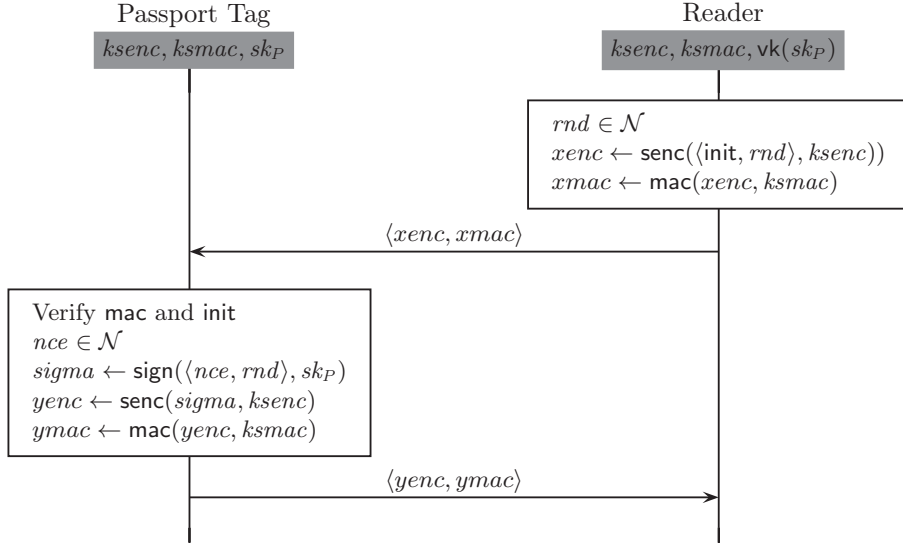 Passport Tag
Reader
ksenc, ksmac, sk_P
ksenc, ksmac, vk(sk_P)
rnd ∈ 𝒩
xenc ← senc(⟨init, rnd⟩, ksenc))
xmac ← mac(xenc, ksmac)
⟨xenc, xmac⟩
Verify mac and init
nce ∈ 𝒩
sigma ← sign(⟨nce, rnd⟩, sk_P)
yenc ← senc(sigma, ksenc)
ymac ← mac(yenc, ksmac)
⟨yenc, ymac⟩